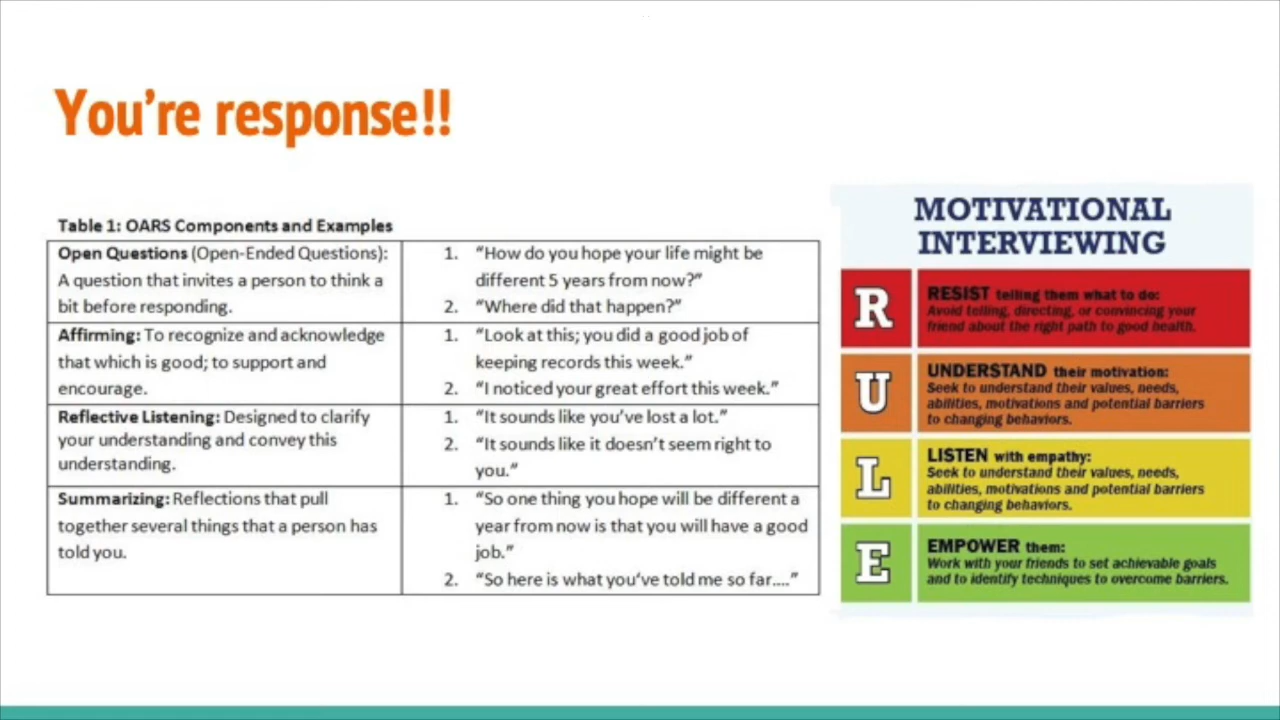 You're response!!
Table 1: OARS Components and Examples
Open Questions (Open-Ended Questions):
A question that invites a person to think a
bit before responding.
1. "How do you hope your life might be
different 5 years from now?"
2. "Where did that happen?"
Affirming: To recognize and acknowledge
that which is good; to support and
encourage.
1. "Look at this; you did a good job of
keeping records this week."
2. "I noticed your great effort this week."
Reflective Listening: Designed to clarify
your understanding and convey this
understanding.
1. "It sounds like you've lost a lot."
2. "It sounds like it doesn't seem right to
you."
Summarizing: Reflections that pull
together several things that a person has
told you.
1. "So one thing you hope will be different a
year from now is that you will have a good
job."
2. "So here is what you've told me so far...."
MOTIVATIONAL
INTERVIEWING
R
RESIST telling them what to do:
Avoid telling, directing, or convincing your
friend about the right path to good health.
U
UNDERSTAND their motivation:
Seek to understand their values, needs,
abilities, motivations and potential barriers
to changing behaviors.
L
LISTEN with empathy:
Seek to understand their values, needs,
abilities, motivations and potential barriers
to changing behaviors.
E
EMPOWER them:
Work with your friends to set achievable goals
and to identify techniques to overcome barriers.